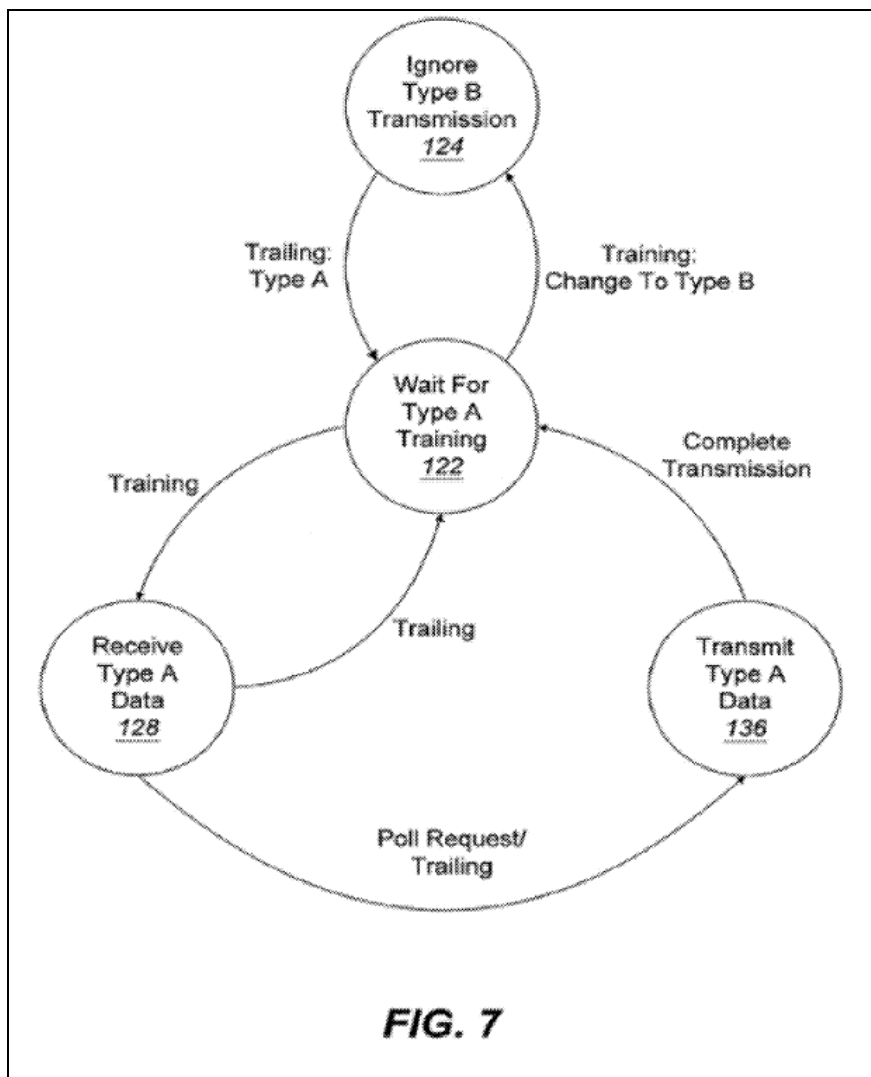 Ignore
Type B
Transmission
124
Trailing:
Type A
Training:
Change To Type B
Wait For
Type A
Training
122
Complete
Transmission
Training
Trailing
Receive
Type A
Data
128
Transmit
Type A
Data
136
Poll Request/
Trailing
FIG. 7